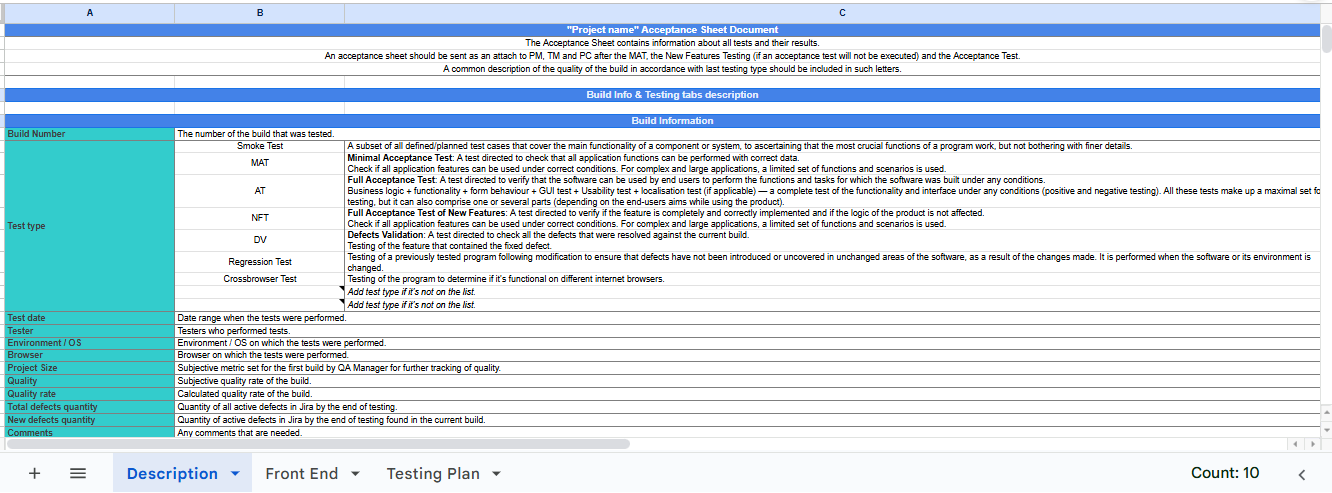 A B C
"Project name" Acceptance Sheet Document
The Acceptance Sheet contains information about all tests and their results.
An acceptance sheet should be sent as an attach to PM, TM and PC after the MAT, the New Features Testing (if an acceptance test will not be executed) and the Acceptance Test.
A common description of the quality of the build in accordance with last testing type should be included in such letters.
Build Info & Testing tabs description
Build Information
Build Number The number of the build that was tested.
Test type
Smoke Test A subset of all defined/planned test cases that cover the main functionality of a component or system, to ascertaining that the most crucial functions of a program work, but not bothering with finer details.
MAT
Minimal Acceptance Test: A test directed to check that all application functions can be performed with correct data.
Check if all application features can be used under correct conditions. For complex and large applications, a limited set of functions and scenarios is used.
AT
Full Acceptance Test: A test directed to verify that the software can be used by end users to perform the functions and tasks for which the software was built under any conditions.
Business logic + functionality + form behaviour + GUI test + Usability test + localisation test (if applicable) — a complete test of the functionality and interface under any conditions (positive and negative testing). All these tests make up a maximal set fo
testing, but it can also comprise one or several parts (depending on the end-users aims while using the product).
NFT
Full Acceptance Test of New Features: A test directed to verify if the feature is completely and correctly implemented and if the logic of the product is not affected.
Check if all application features can be used under correct conditions. For complex and large applications, a limited set of functions and scenarios is used.
DV
Defects Validation: A test directed to check all the defects that were resolved against the current build.
Testing of the feature that contained the fixed defect.
Regression Test
Testing of a previously tested program following modification to ensure that defects have not been introduced or uncovered in unchanged areas of the software, as a result of the changes made. It is performed when the software or its environment is
changed.
Crossbrowser Test Testing of the program to determine if it's functional on different internet browsers.
Add test type if it's not on the list.
Add test type if it's not on the list.
Test date Date range when the tests were performed.
Tester Testers who performed tests.
Environment / OS Environment / OS on which the tests were performed.
Browser Browser on which the tests were performed.
Project Size Subjective metric set for the first build by QA Manager for further tracking of quality.
Quality Subjective quality rate of the build.
Quality rate Calculated quality rate of the build.
Total defects quantity Quantity of all active defects in Jira by the end of testing.
New defects quantity Quantity of active defects in Jira by the end of testing found in the current build.
Comments Any comments that are needed.
Description Front End Testing Plan Count: 10